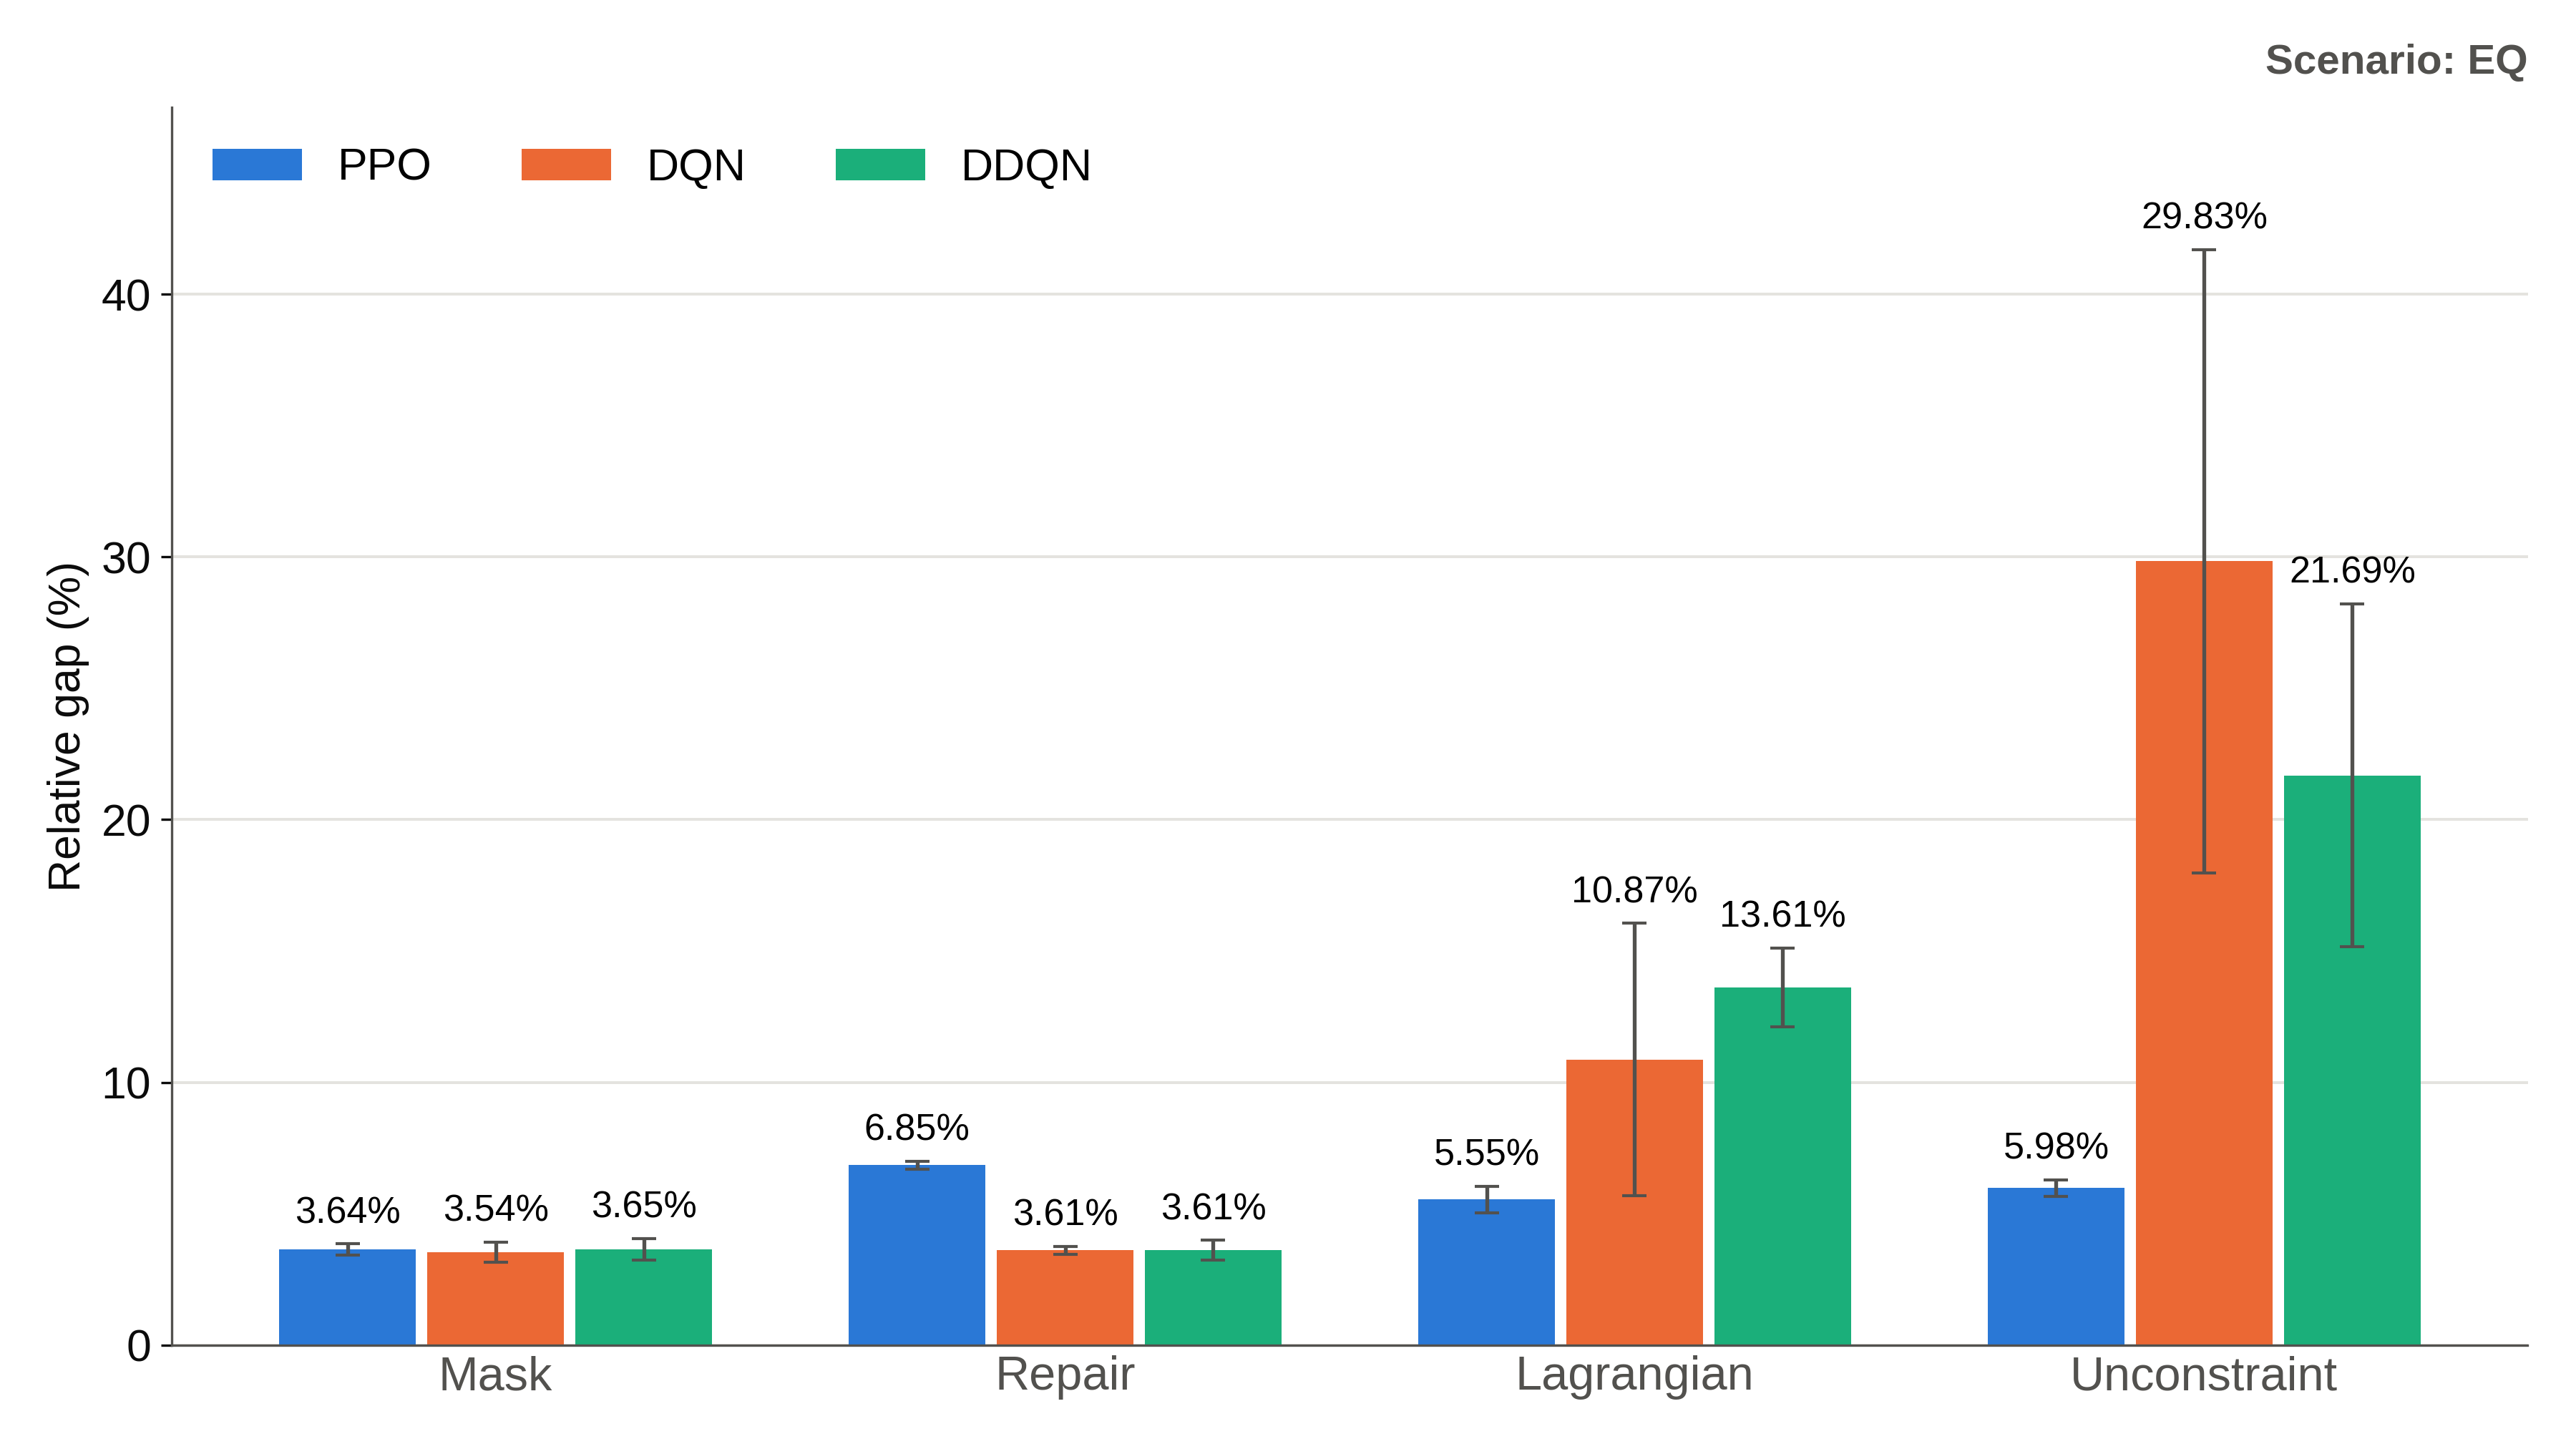 Scenario: EQ
PPO DQN DDQN
Relative gap (%)
40
30
20
10
0
3.64% 3.54% 3.65%
6.85% 3.61% 3.61%
5.55% 10.87% 13.61%
5.98% 29.83% 21.69%
Mask Repair Lagrangian Unconstraint